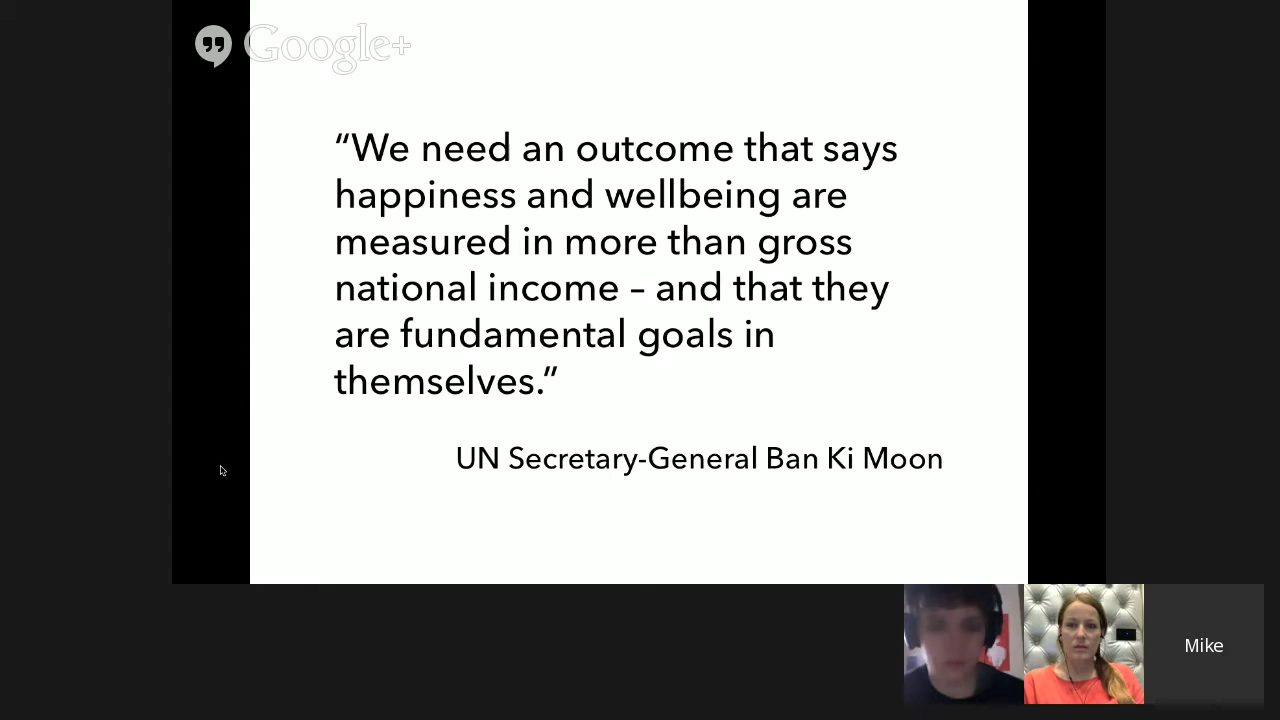 Google+
“We need an outcome that says
happiness and wellbeing are
measured in more than gross
national income – and that they
are fundamental goals in
themselves.”
UN Secretary-General Ban Ki Moon
Mike